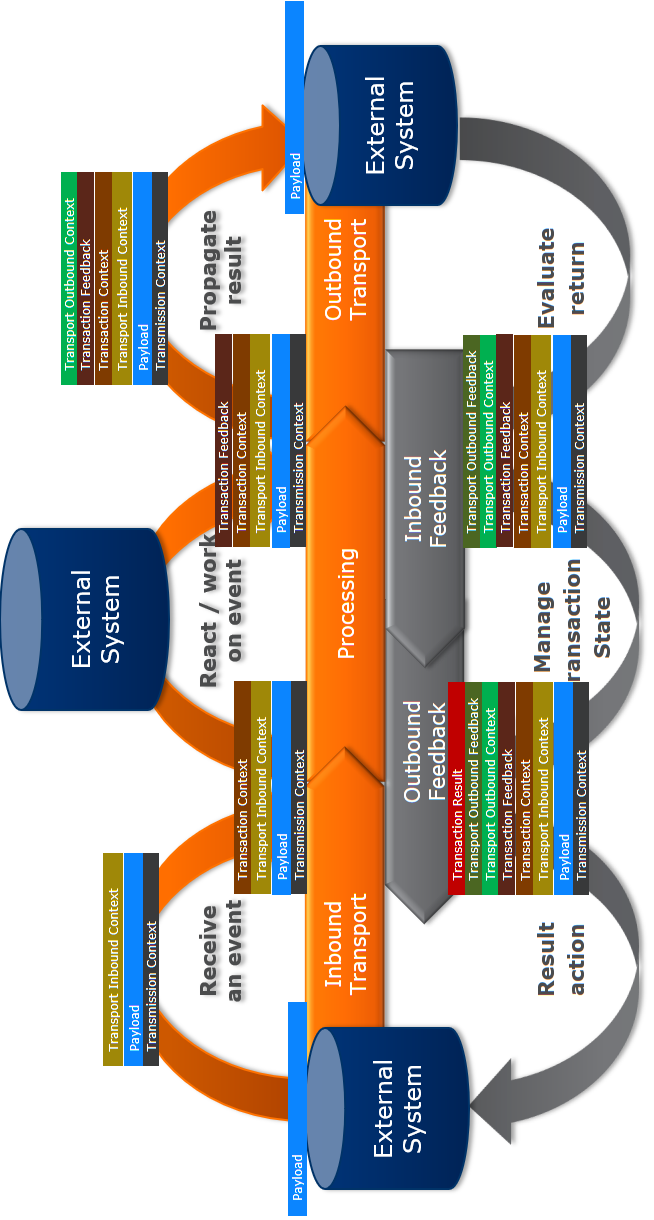 Payload
External
System
Receive
an event
Transport Inbound Context
Payload
Transmission Context
Inbound
Transport
Transaction Context
Transport Inbound Context
Payload
Transmission Context
External
System
React / work
on event
Processing
Transaction Feedback
Transaction Context
Transport Inbound Context
Payload
Transmission Context
Propagate
result
Transport Outbound Context
Transaction Feedback
Transaction Context
Transport Inbound Context
Payload
Transmission Context
Outbound
Transport
Payload
External
System
Evaluate
return
Inbound
Feedback
Transport Outbound Feedback
Transport Outbound Context
Transaction Feedback
Transaction Context
Transport Inbound Context
Payload
Transmission Context
Manage
ransaction
State
Outbound
Feedback
Transaction Result
Transport Outbound Feedback
Transport Outbound Context
Transaction Feedback
Transaction Context
Transport Inbound Context
Payload
Transmission Context
Result
action